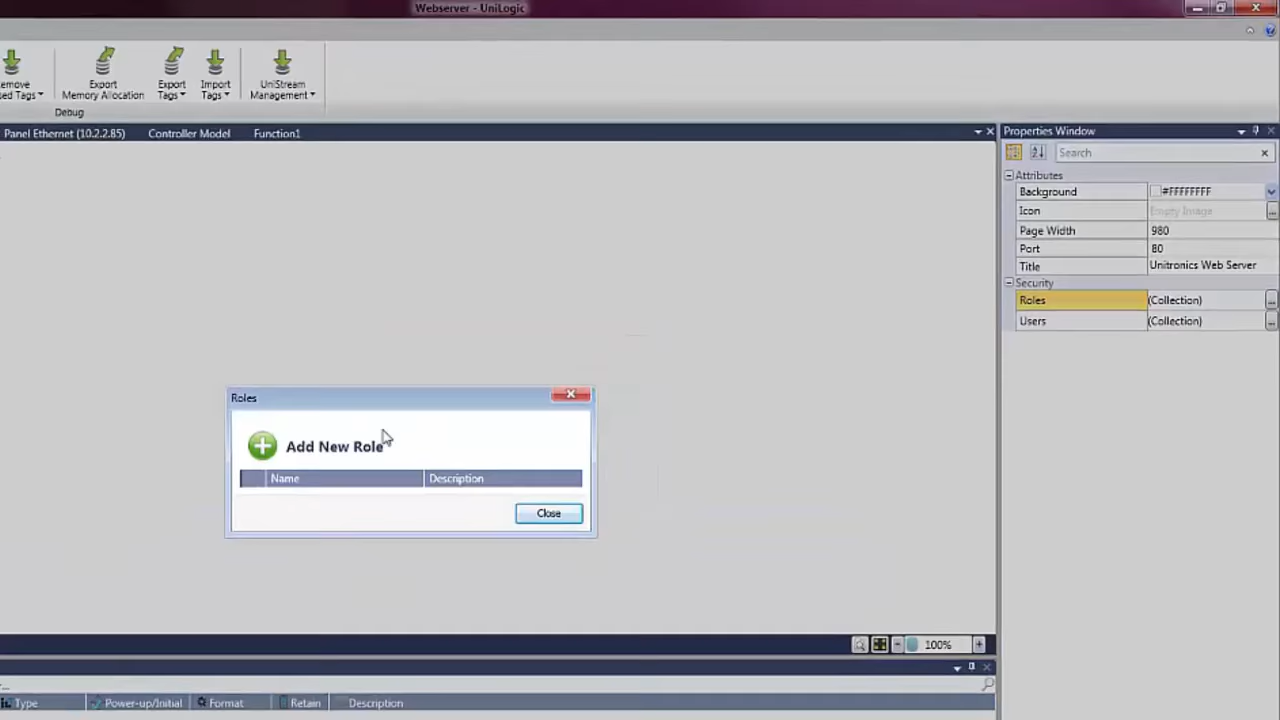 Webserver - UniLogic
Export
Memory Allocation
Export
Tags
Import
Tags
UniStream
Management
Debug
Panel Ethernet (10.2.2.85)
Controller Model
Function1
Properties Window
Search
Attributes
Background #FFFFFFFF
Icon Empty Image
Page Width 980
Port 80
Title Unitronics Web Server
Security
Roles (Collection)
Users (Collection)
Roles
Add New Role
Name Description
Close
100%
Type Power-up/Initial Format Retain Description